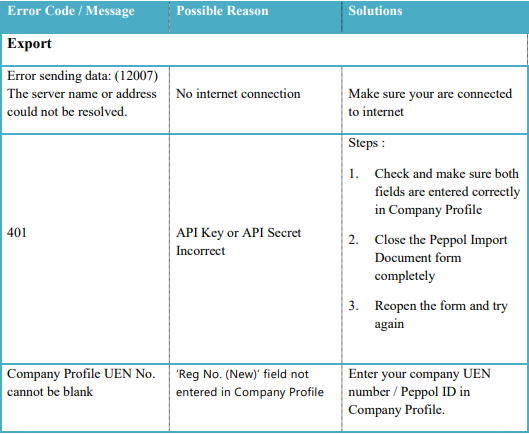 Error Code / Message Possible Reason Solutions
Export
Error sending data: (12007)
The server name or address
could not be resolved.
No internet connection
Make sure your are connected
to internet
401
API Key or API Secret
Incorrect
Steps :
1. Check and make sure both
fields are entered correctly
in Company Profile
2. Close the Peppol Import
Document form
completely
3. Reopen the form and try
again
Company Profile UEN No.
cannot be blank
'Reg No. (New)' field not
entered in Company Profile
Enter your company UEN
number / Peppol ID in
Company Profile.